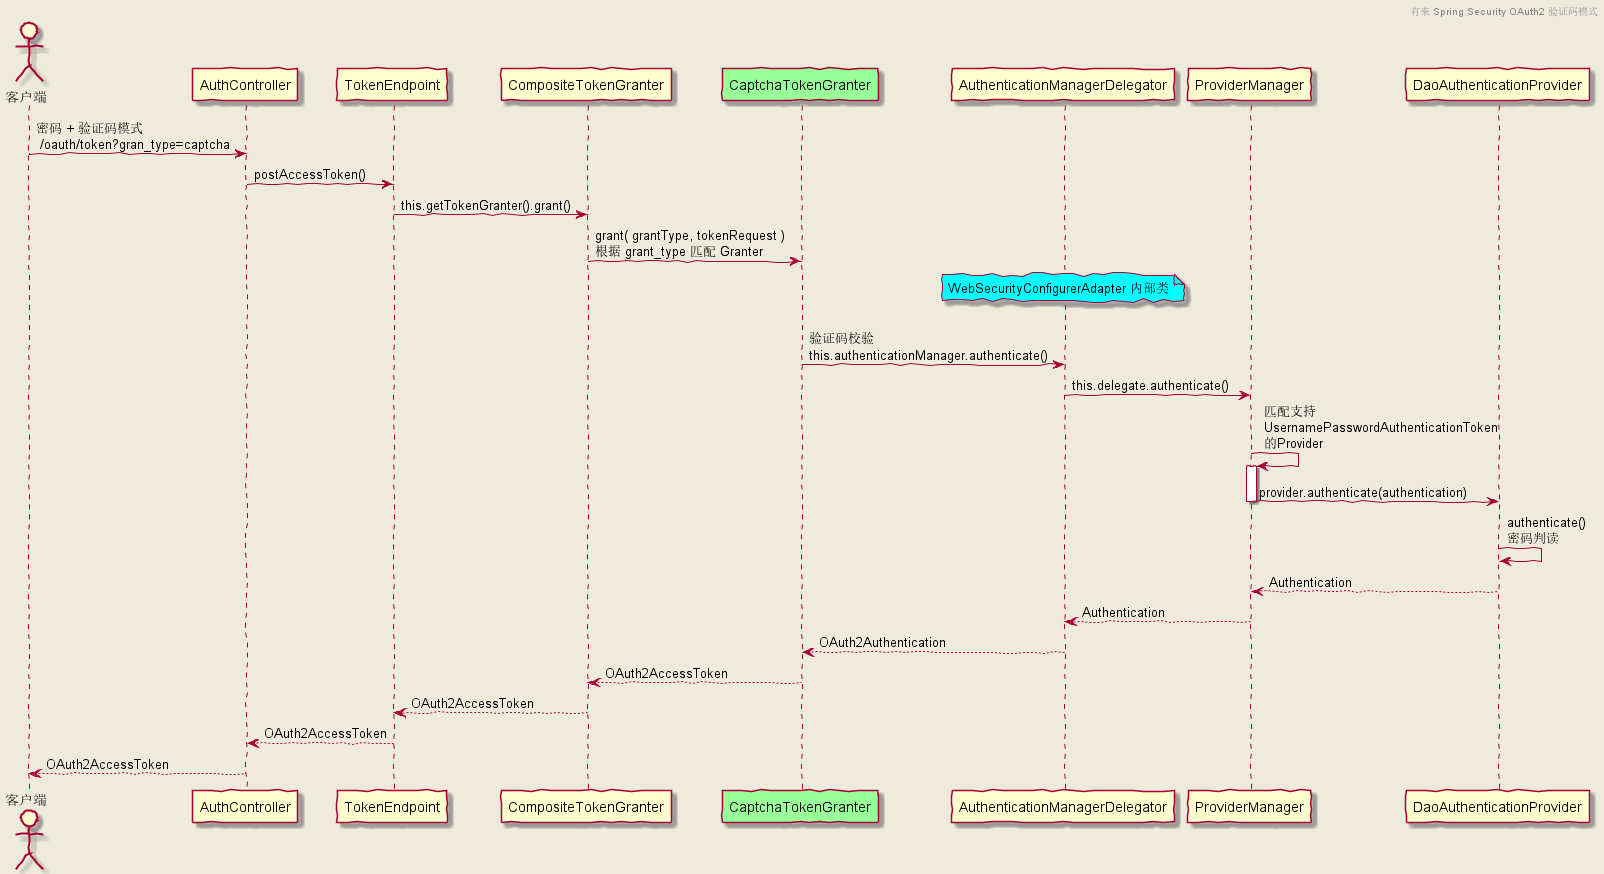 有来 Spring Security OAuth2 验证码模式
客户端
AuthController
TokenEndpoint
CompositeTokenGranter
CaptchaTokenGranter
AuthenticationManagerDelegator
ProviderManager
DaoAuthenticationProvider
密码 + 验证码模式
/oauth/token?gran_type=captcha
postAccessToken()
this.getTokenGranter().grant()
grant( grantType, tokenRequest )
根据 grant_type 匹配 Granter
WebSecurityConfigurerAdapter 内部类
验证码校验
this.authenticationManager.authenticate()
this.delegate.authenticate()
匹配支持
UsernamePasswordAuthenticationToken
的Provider
provider.authenticate(authentication)
authenticate()
密码判读
Authentication
Authentication
OAuth2Authentication
OAuth2AccessToken
OAuth2AccessToken
OAuth2AccessToken
OAuth2AccessToken
客户端
AuthController
TokenEndpoint
CompositeTokenGranter
CaptchaTokenGranter
AuthenticationManagerDelegator
ProviderManager
DaoAuthenticationProvider